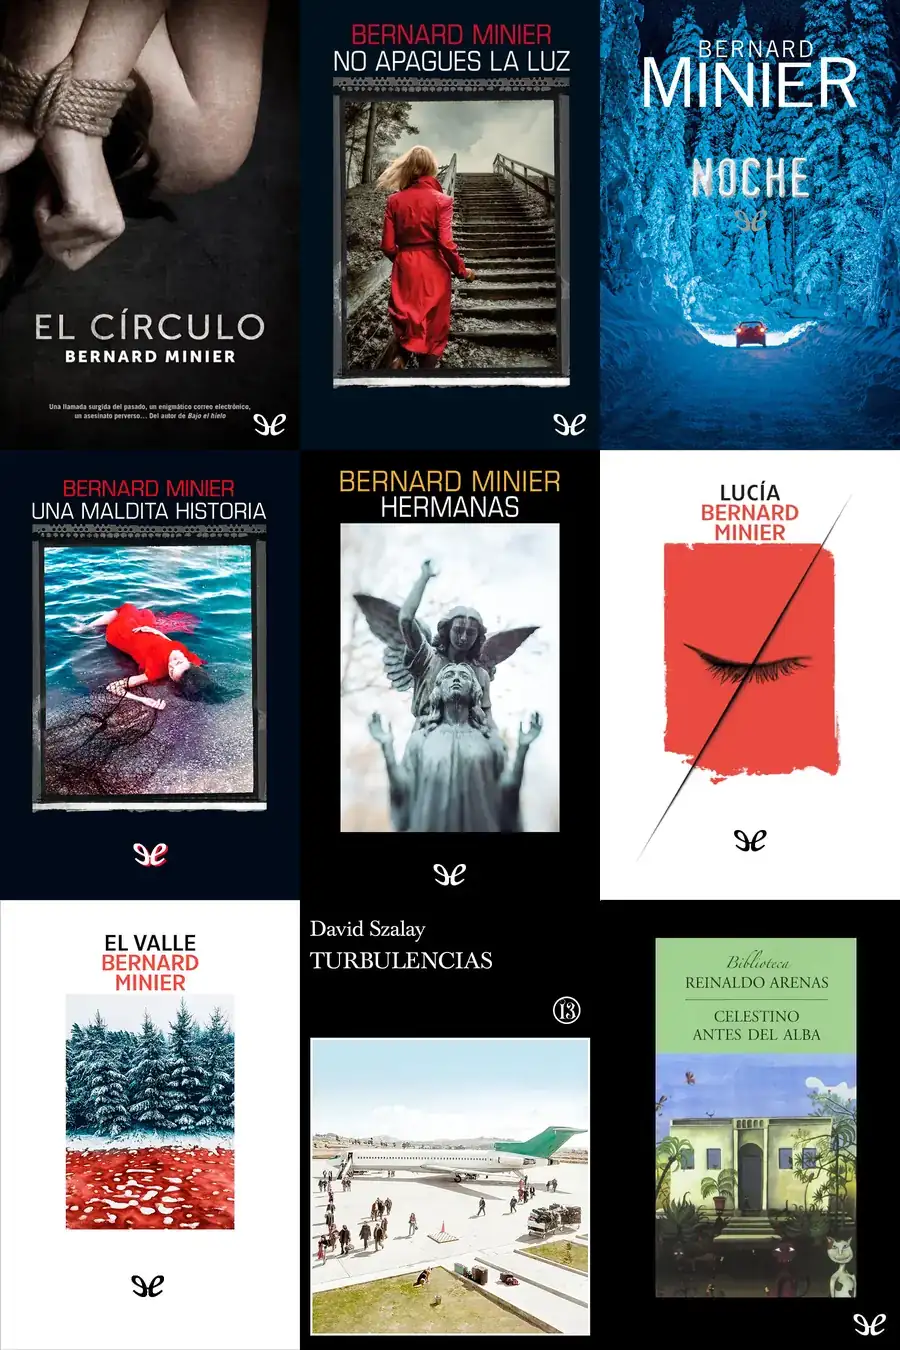 EL CÍRCULO
BERNARD MINIER
Una llamada surgida del pasado, un enigmático correo electrónico,
un asesinato perverso... Del autor de Bajo el hielo
BERNARD MINIER
NO APAGUES LA LUZ
BERNARD
MINIER
NOCHE
BERNARD MINIER
UNA MALDITA HISTORIA
BERNARD MINIER
HERMANAS
LUCÍA
BERNARD
MINIER
EL VALLE
BERNARD
MINIER
David Szalay
TURBULENCIAS
13
Biblioteca
REINALDO ARENAS
CELESTINO
ANTES DEL ALBA